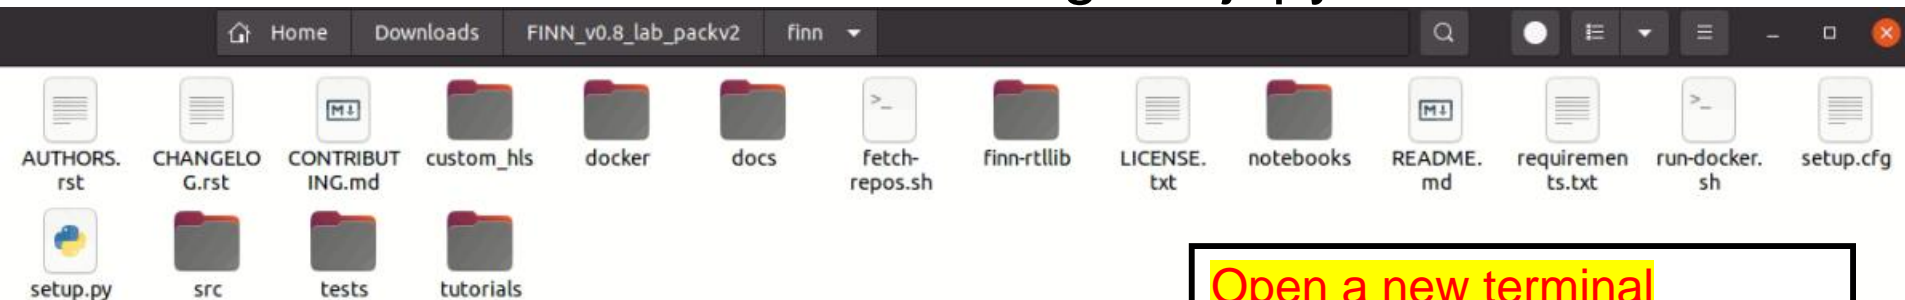 Home Downloads FINN_v0.8_lab_packv2 finn
M↓ >_ M↓ >_
AUTHORS. CHANGELO CONTRIBUT custom_hls docker docs fetch- finn-rtllib LICENSE. notebooks README. requiremen run-docker. setup.cfg
rst G.rst ING.md repos.sh txt md ts.txt sh
setup.py src tests tutorials
Open a new terminal